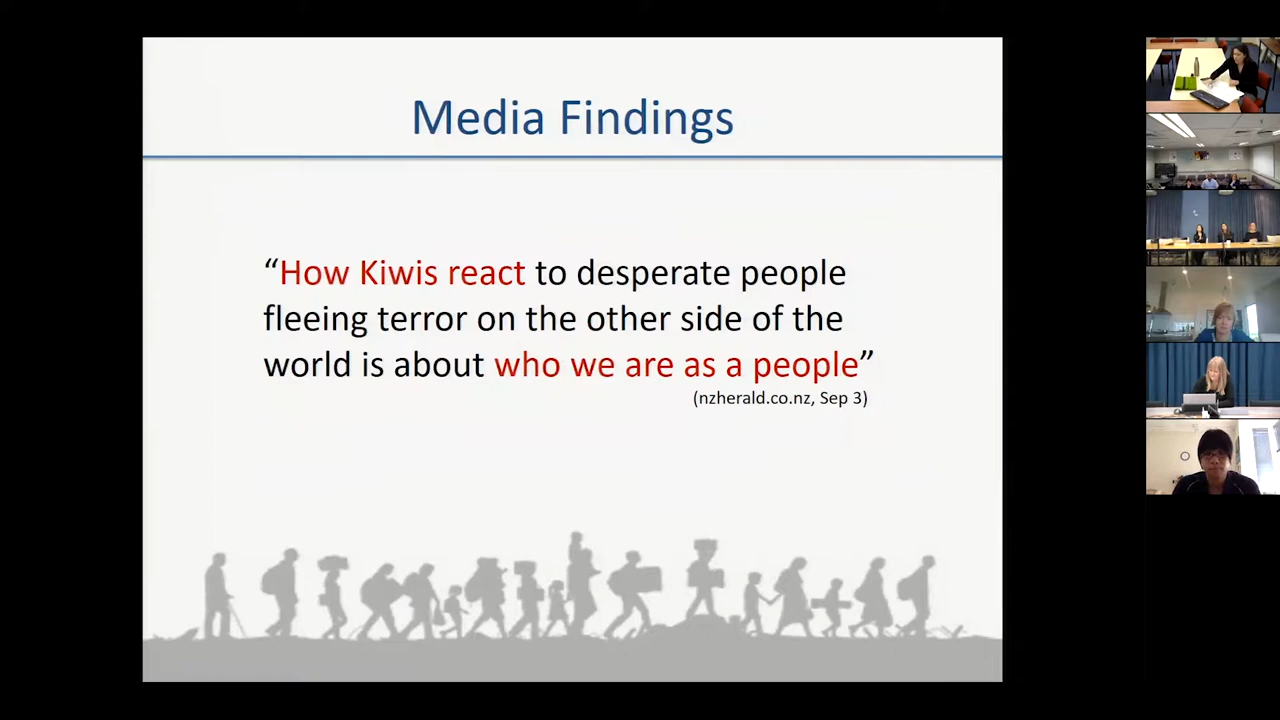 Media Findings
“How Kiwis react to desperate people
fleeing terror on the other side of the
world is about who we are as a people”
(nzherald.co.nz, Sep 3)